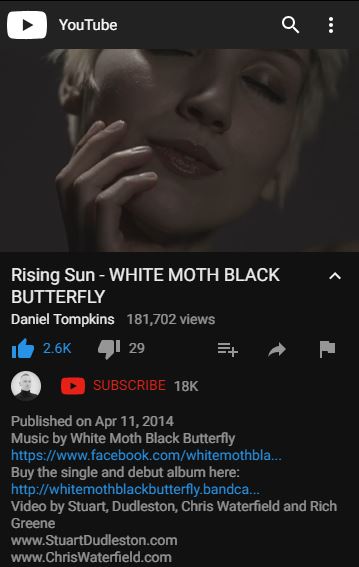 YouTube
Rising Sun - WHITE MOTH BLACK
BUTTERFLY
Daniel Tompkins 181,702 views
2.6K 29
SUBSCRIBE 18K
Published on Apr 11, 2014
Music by White Moth Black Butterfly
https://www.facebook.com/whitemothbla...
Buy the single and debut album here:
http://whitemothblackbutterfly.bandca...
Video by Stuart, Dudleston, Chris Waterfield and Rich
Greene
www.StuartDudleston.com
www.ChrisWaterfield.com